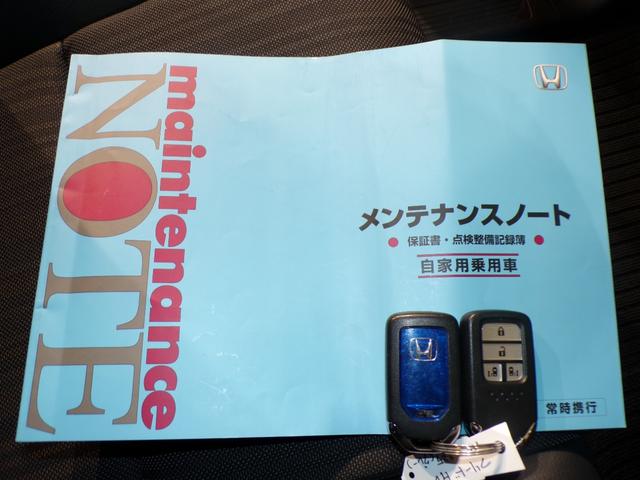 maintenance
NOTE
メンテナンスノート
保証書・点検整備記録簿
自家用乗用車
常時携行